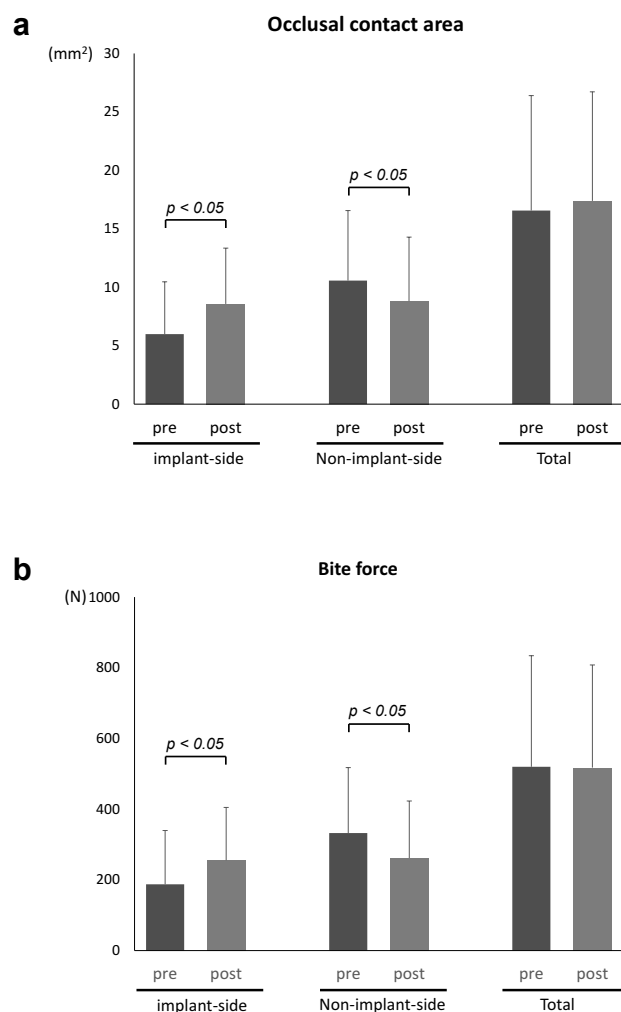 a
Occlusal contact area
(mm²)
30
25
20
15
10
5
0
p < 0.05
p < 0.05
pre post pre post pre post
implant-side Non-implant-side Total
b
Bite force
(N)
1000
800
600
400
200
0
p < 0.05
p < 0.05
pre post pre post pre post
implant-side Non-implant-side Total